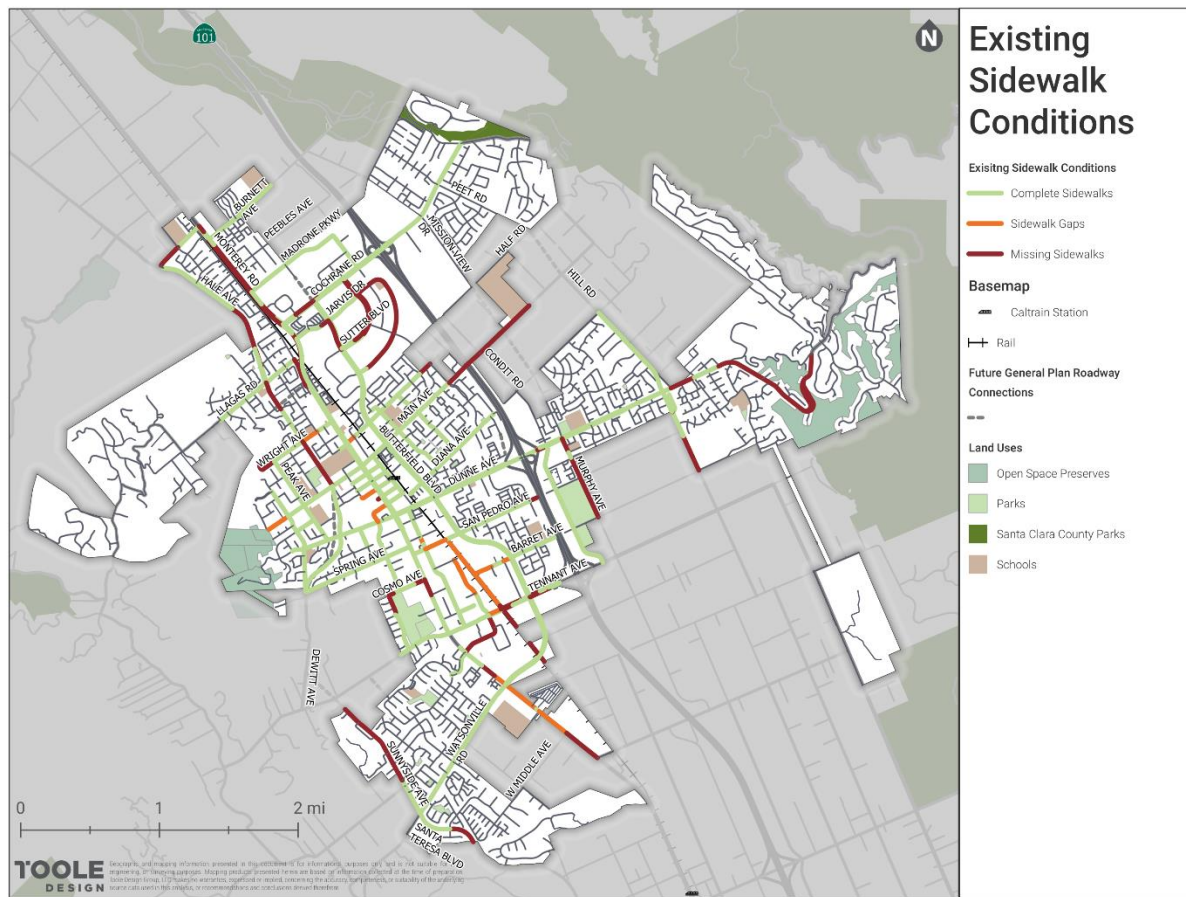 101
N
Existing
Sidewalk
Conditions
Exisitng Sidewalk Conditions
Complete Sidewalks
Sidewalk Gaps
Missing Sidewalks
Basemap
Caltrain Station
Rail
Future General Plan Roadway
Connections
Land Uses
Open Space Preserves
Parks
Santa Clara County Parks
Schools
BURNETT
AVE
PEEBLES AVE
MADRONE PKWY
MONTEREY RD
HALE AVE
COCHRANE RD
JARVIS DR
SUTTER BLVD
PEET RD
MISSION VIEW
DR
HALF RD
HILL RD
CONDIT RD
LLAGAS RD
MAIN AVE
DIANA AVE
BUTTERFIELD BLVD
WRIGHT AVE
PEAK AVE
DUNNE AVE
MURPHY AVE
SAN PEDRO AVE
BARRET AVE
SPRING AVE
COSMO AVE
TENNANT AVE
DEWITT AVE
WATSONVILLE
RD
W MIDDLE AVE
SUNNYSIDE AVE
SANTA
TERESA BLVD
0 1 2 mi
TOOLE
DESIGN